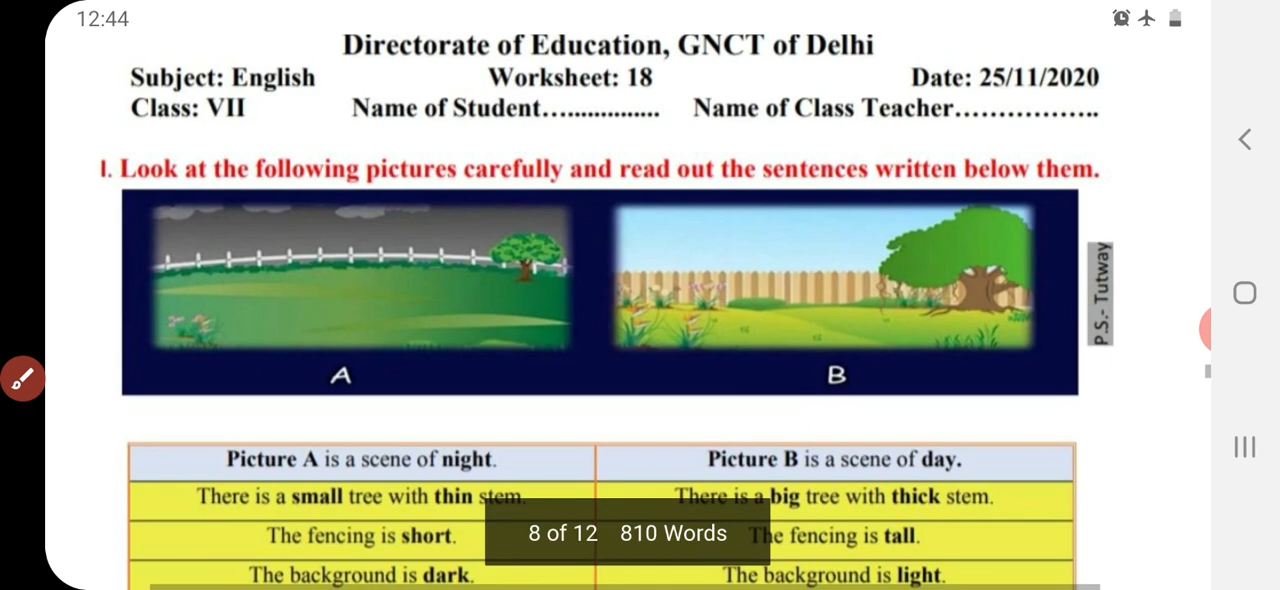 12:44
Directorate of Education, GNCT of Delhi
Subject: English Worksheet: 18 Date: 25/11/2020
Class: VII Name of Student.................. Name of Class Teacher..................
I. Look at the following pictures carefully and read out the sentences written below them.
P.S.- Tutway
A B
Picture A is a scene of night. Picture B is a scene of day.
There is a small tree with thin stem. There is a big tree with thick stem.
8 of 12 810 Words
The fencing is short. The fencing is tall.
The background is dark. The background is light.